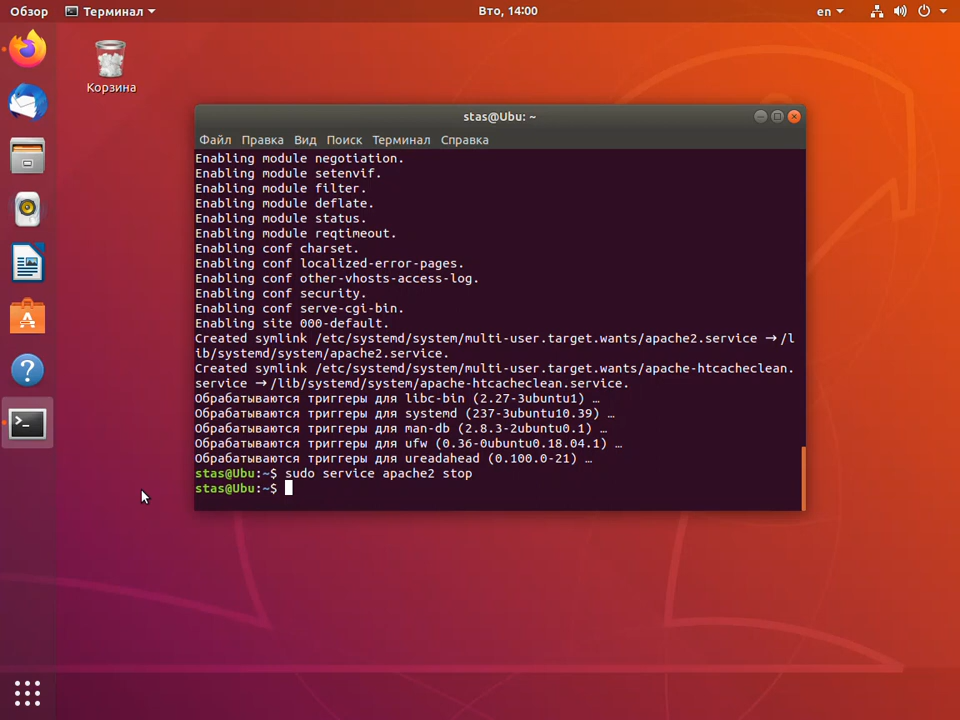 Обзор
Терминал
Вто, 14:00
en
Корзина
stas@Ubu: ~
Файл Правка Вид Поиск Терминал Справка
Enabling module negotiation.
Enabling module setenvif.
Enabling module filter.
Enabling module deflate.
Enabling module status.
Enabling module reqtimeout.
Enabling conf charset.
Enabling conf localized-error-pages.
Enabling conf other-vhosts-access-log.
Enabling conf security.
Enabling conf serve-cgi-bin.
Enabling site 000-default.
Created symlink /etc/systemd/system/multi-user.target.wants/apache2.service → /l
ib/systemd/system/apache2.service.
Created symlink /etc/systemd/system/multi-user.target.wants/apache-htcacheclean.
service → /lib/systemd/system/apache-htcacheclean.service.
Обрабатываются триггеры для libc-bin (2.27-3ubuntu1) …
Обрабатываются триггеры для systemd (237-3ubuntu10.39) …
Обрабатываются триггеры для man-db (2.8.3-2ubuntu0.1) …
Обрабатываются триггеры для ufw (0.36-0ubuntu0.18.04.1) …
Обрабатываются триггеры для ureadahead (0.100.0-21) …
stas@Ubu:~$ sudo service apache2 stop
stas@Ubu:~$